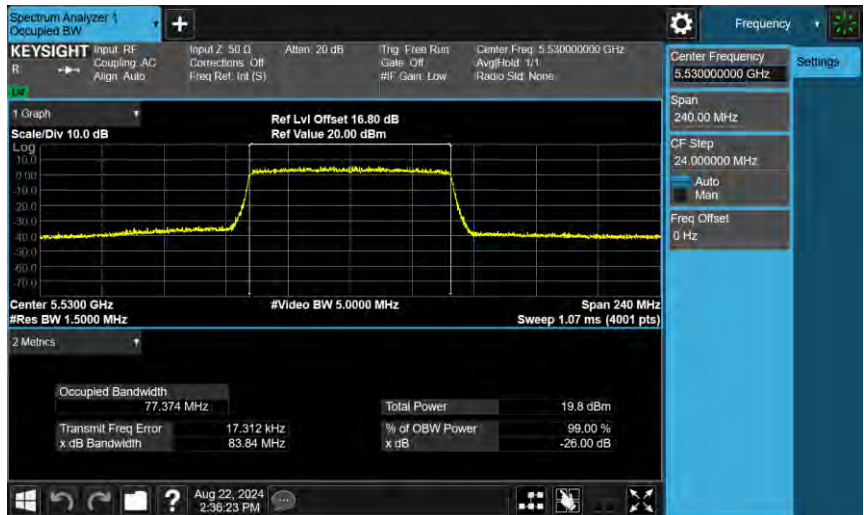 Spectrum Analyzer 1
Occupied BW
+
Frequency
KEYSIGHT Input: RF Input Z: 50 Ω Atten: 20 dB Trig: Free Run Center Freq: 5.530000000 GHz
R Coupling: AC Corrections: Off Gate: Off Avg|Hold: 1/1
Align: Auto Freq Ref: Int (S) #IF Gain: Low Radio Std: None
Center Frequency
5.530000000 GHz
Settings
Span
240.00 MHz
CF Step
24.000000 MHz
Auto
Man
Freq Offset
0 Hz
1 Graph
Ref Lvl Offset 16.80 dB
Scale/Div 10.0 dB Ref Value 20.00 dBm
Log
10.0
0.00
-10.0
-20.0
-30.0
-40.0
-50.0
-60.0
-70.0
Center 5.5300 GHz #Video BW 5.0000 MHz Span 240 MHz
#Res BW 1.5000 MHz Sweep 1.07 ms (4001 pts)
2 Metrics
Occupied Bandwidth
77.374 MHz Total Power 19.8 dBm
Transmit Freq Error 17.312 kHz % of OBW Power 99.00 %
x dB Bandwidth 83.84 MHz x dB -26.00 dB
? Aug 22, 2024
2:36:23 PM